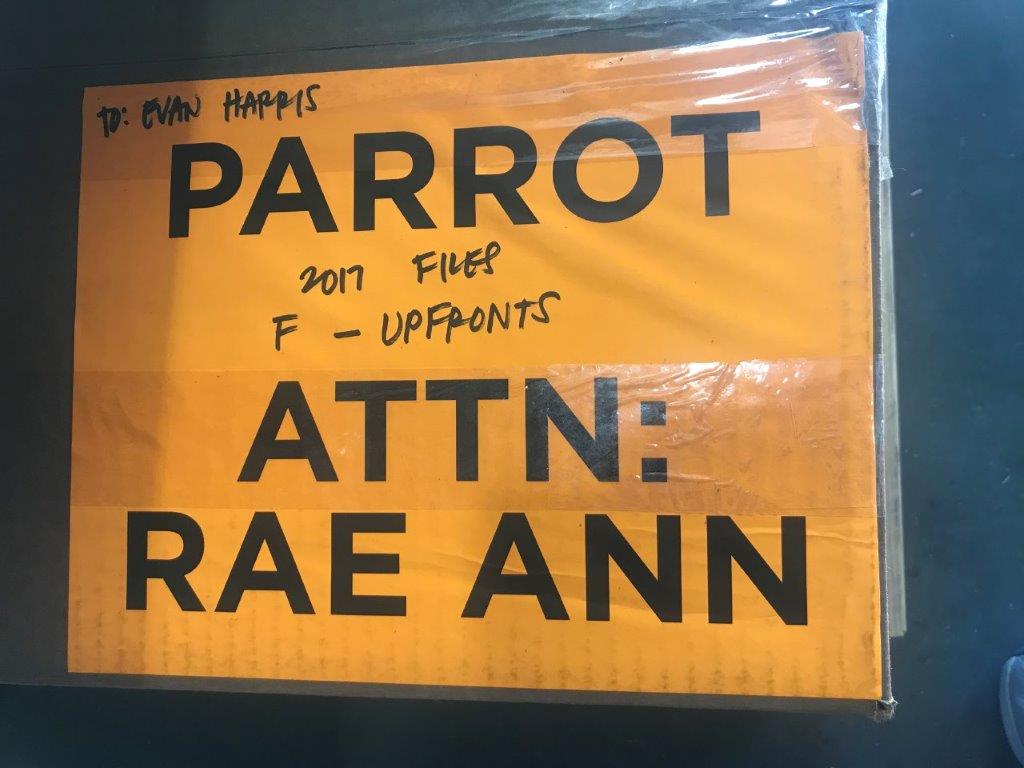 TO: EVAN HARRIS
PARROT
2017 FILES
F - UPFRONTS
ATTN:
RAE ANN